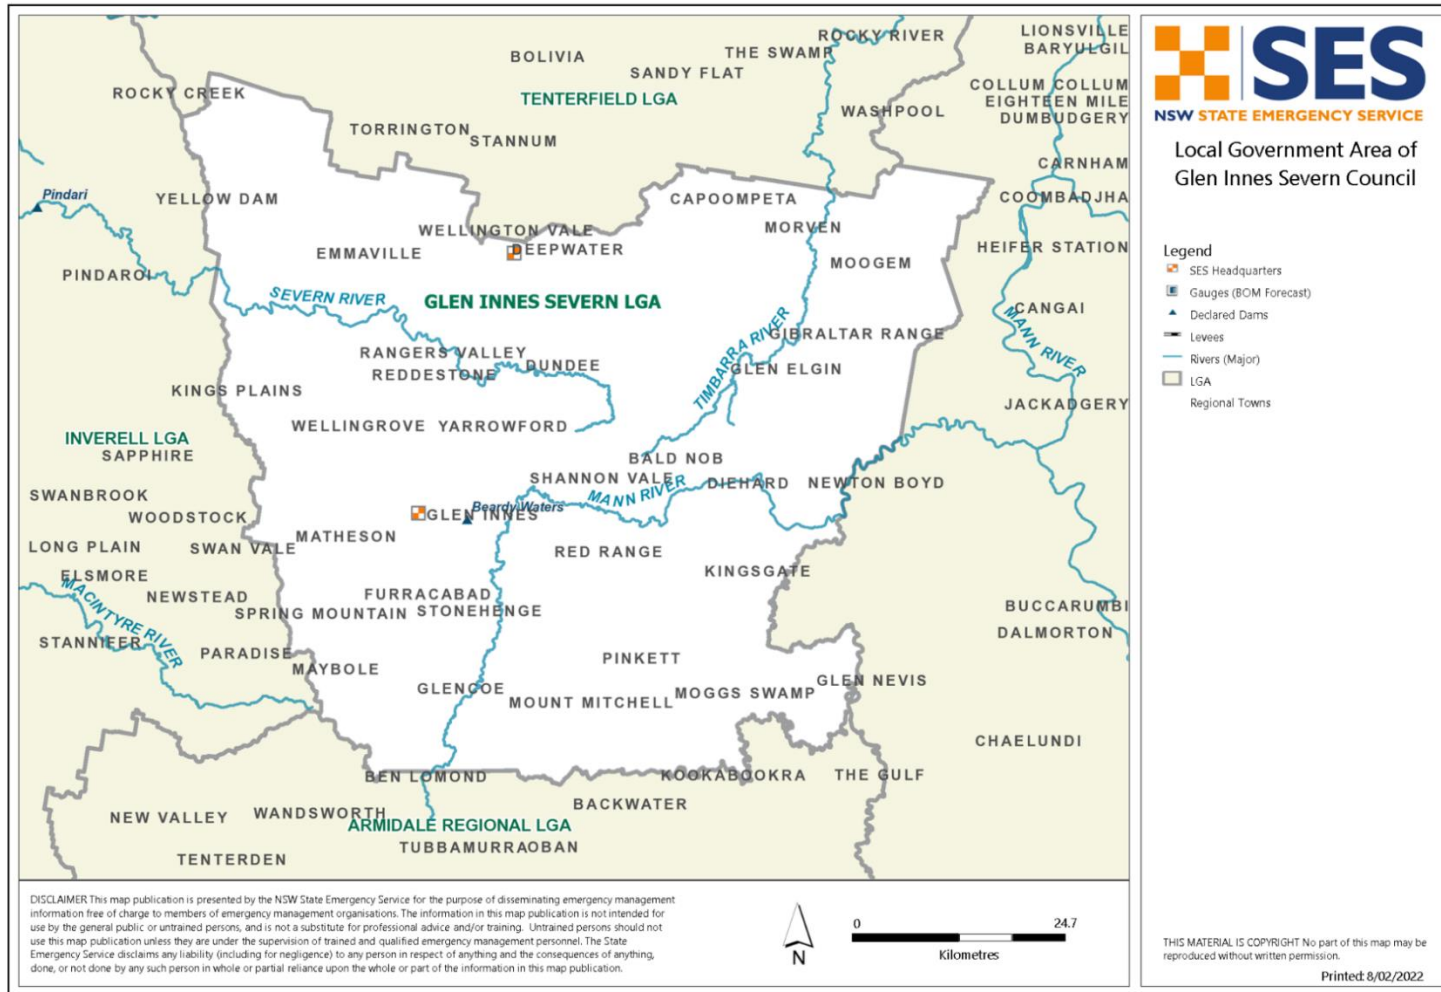 ROCKY RIVER
LIONSVILLE
BARYULGIL
BOLIVIA
THE SWAMP
SANDY FLAT
COLLUM COLLUM
ROCKY CREEK
TENTERFIELD LGA
EIGHTEEN MILE
WASHPOOL
DUMBUDGERY
TORRINGTON
STANNUM
CARNHAM
Pindari
YELLOW DAM
CAPOOMPETA
COOMBADJHA
WELLINGTON VALE
MORVEN
EMMAVILLE
DEEPWATER
HEIFER STATION
MOOGEM
PINDAROI
SEVERN RIVER
GLEN INNES SEVERN LGA
CANGAI
MANN RIVER
GIBRALTAR RANGE
TIMBARRA RIVER
RANGERS VALLEY
DUNDEE
REDDESTONE
GLEN ELGIN
KINGS PLAINS
JACKADGERY
WELLINGROVE
YARROWFORD
INVERELL LGA
SAPPHIRE
BALD NOB
SHANNON VALE
DIEHARD
NEWTON BOYD
MANN RIVER
SWANBROOK
WOODSTOCK
GLEN INNES
Beardy Waters
MATHESON
LONG PLAIN
SWAN VALE
RED RANGE
ELSMORE
KINGSGATE
NEWSTEAD
FURRACABAD
MACINTYRE RIVER
SPRING MOUNTAIN
STONEHENGE
BUCCARUMBI
DALMORTON
STANNIFER
PARADISE
PINKETT
MAYBOLE
GLENCOE
MOGGS SWAMP
GLEN NEVIS
MOUNT MITCHELL
CHAELUNDI
BEN LOMOND
KOOKABOOKRA
THE GULF
BACKWATER
NEW VALLEY
WANDSWORTH
ARMIDALE REGIONAL LGA
TUBBAMURRA
OBAN
TENTERDEN
SES
NSW STATE EMERGENCY SERVICE
Local Government Area of
Glen Innes Severn Council
Legend
SES Headquarters
Gauges (BOM Forecast)
Declared Dams
Levees
Rivers (Major)
LGA
Regional Towns
DISCLAIMER This map publication is presented by the NSW State Emergency Service for the purpose of disseminating emergency management
information free of charge to members of emergency management organisations. The information in this map publication is not intended for
use by the general public or untrained persons, and is not a substitute for professional advice and/or training. Untrained persons should not
use this map publication unless they are under the supervision of trained and qualified emergency management personnel. The State
Emergency Service disclaims any liability (including for negligence) to any person in respect of anything and the consequences of anything,
done, or not done by any such person in whole or partial reliance upon the whole or part of the information in this map publication.
N
0 24.7
Kilometres
THIS MATERIAL IS COPYRIGHT No part of this map may be
reproduced without written permission.
Printed: 8/02/2022